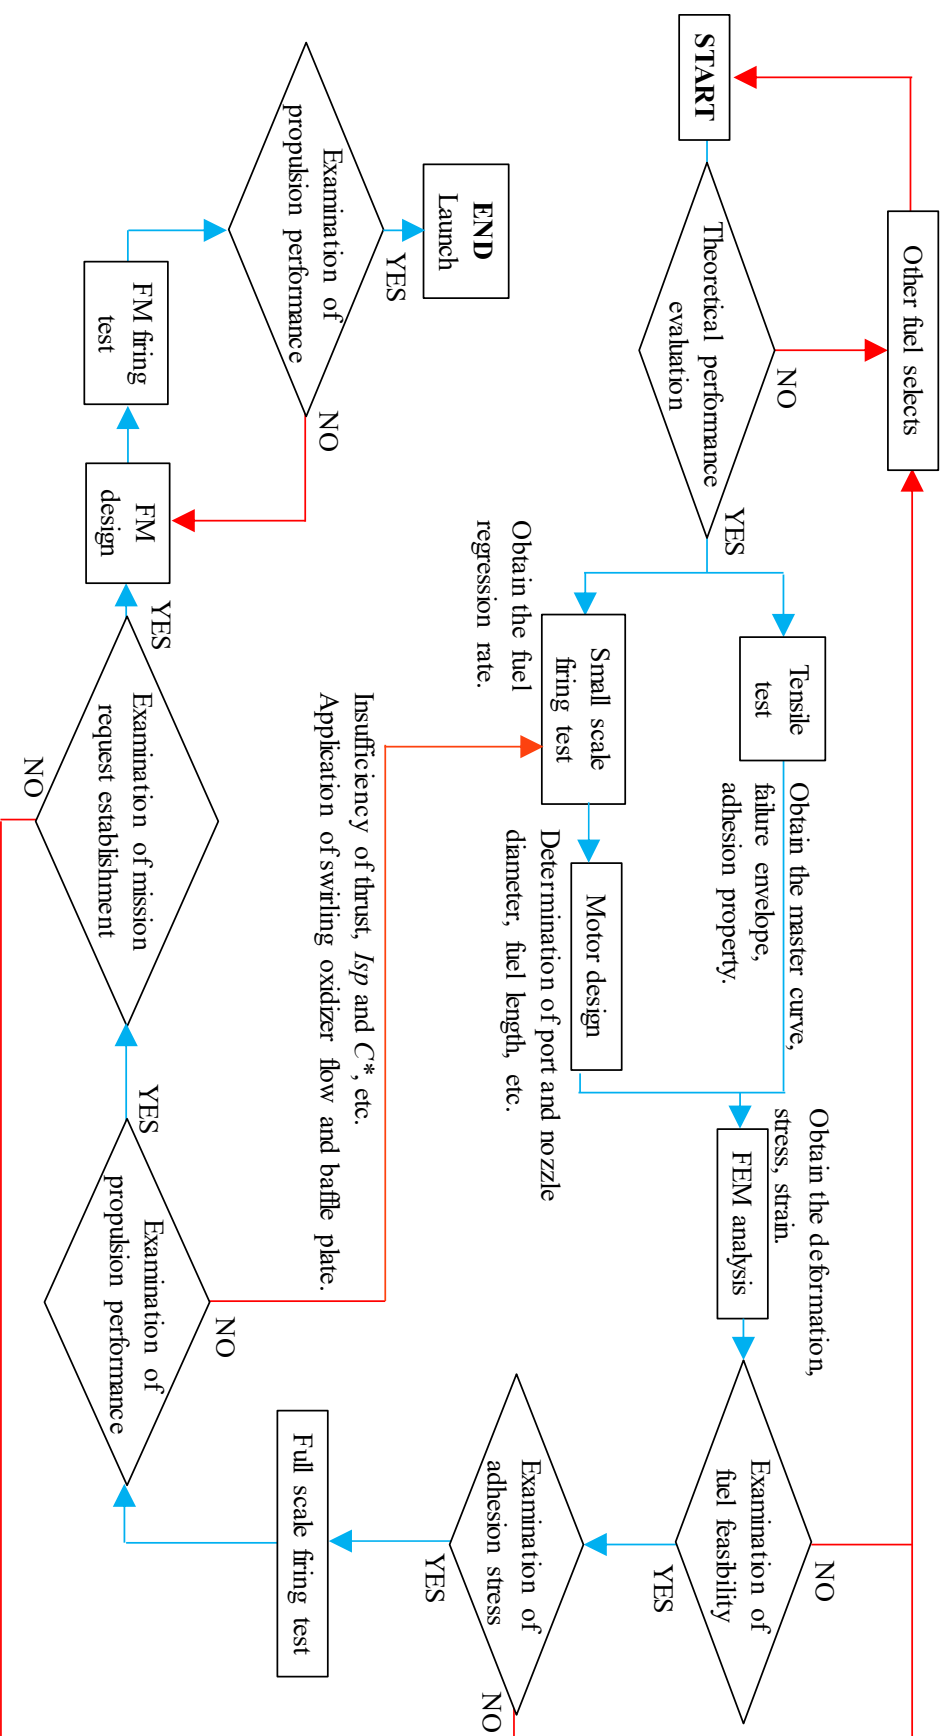 Other fuel selects
START
Theoretical performance
evaluation
NO
YES
Tensile
test
Obtain the master curve,
failure envelope,
adhesion property.
Small scale
firing test
Obtain the fuel
regression rate.
Motor design
Determination of port and nozzle
diameter, fuel length, etc.
Obtain the deformation,
stress, strain.
FEM analysis
Examination of
fuel feasibility
NO
YES
Examination of
adhesion stress
NO
YES
Full scale firing test
Examination of
propulsion performance
NO
YES
Insufficiency of thrust, Isp and C*, etc.
Application of swirling oxidizer flow and baffle plate.
Examination of mission
request establishment
NO
YES
FM
design
FM firing
test
Examination of
propulsion performance
NO
YES
END
Launch